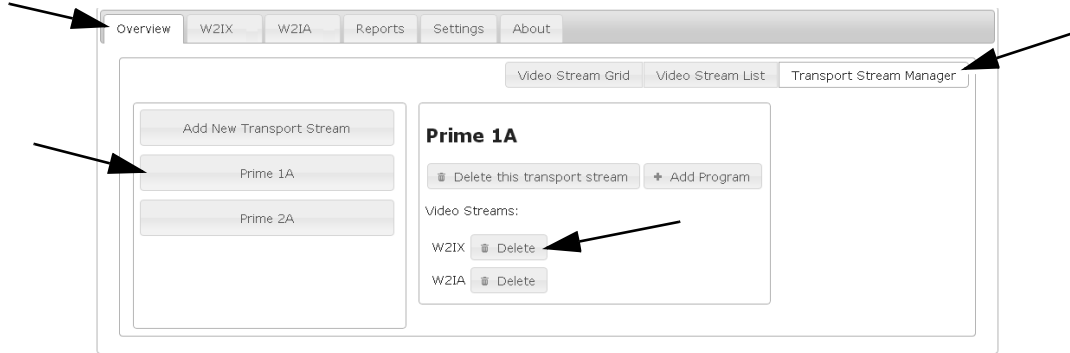 Overview W2IX W2IA Reports Settings About
Video Stream Grid Video Stream List Transport Stream Manager
Add New Transport Stream
Prime 1A
Prime 2A
Prime 1A
Delete this transport stream Add Program
Video Streams:
W2IX Delete
W2IA Delete